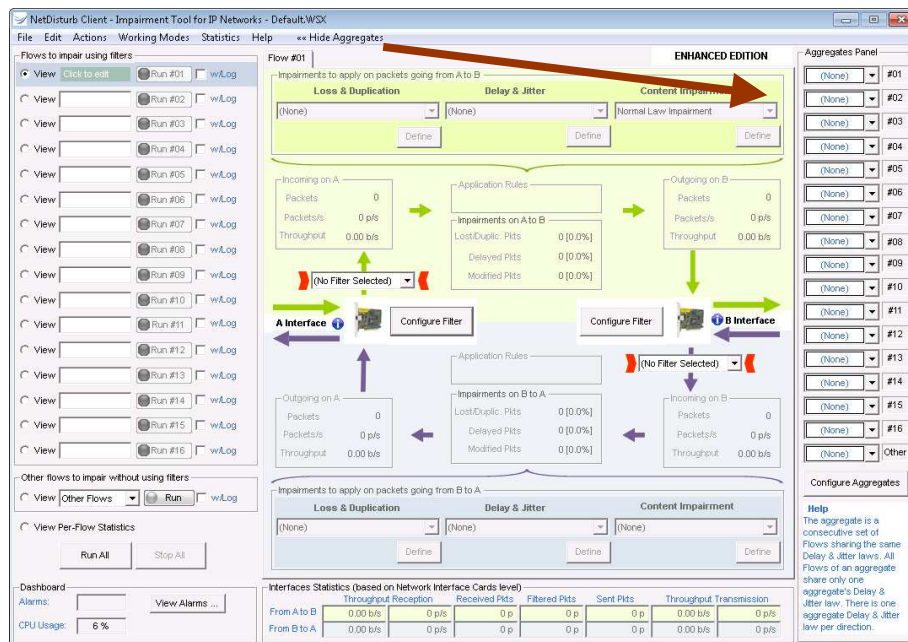 NetDisturb Client - Impairment Tool for IP Networks - Default.WSX
File Edit Actions Working Modes Statistics Help «« Hide Aggregates
Flows to impair using filters
View Click to edit Run #01 w/Log
View Run #02 w/Log
View Run #03 w/Log
View Run #04 w/Log
View Run #05 w/Log
View Run #06 w/Log
View Run #07 w/Log
View Run #08 w/Log
View Run #09 w/Log
View Run #10 w/Log
View Run #11 w/Log
View Run #12 w/Log
View Run #13 w/Log
View Run #14 w/Log
View Run #15 w/Log
View Run #16 w/Log
Other flows to impair without using filters
View Other Flows Run w/Log
View Per-Flow Statistics
Run All Stop All
Dashboard
Alarms: View Alarms ...
CPU Usage: 6 %
Flow #01 ENHANCED EDITION
Impairments to apply on packets going from A to B
Loss & Duplication Delay & Jitter Content Impairme
(None) (None) Normal Law Impairment
Define Define Define
Incoming on A
Packets 0
Packets/s 0 p/s
Throughput 0.00 b/s
Application Rules
Impairments on A to B
Lost/Duplic. Pkts 0 [0.0%]
Delayed Pkts 0 [0.0%]
Modified Pkts 0 [0.0%]
Outgoing on B
Packets 0
Packets/s 0 p/s
Throughput 0.00 b/s
(No Filter Selected)
A Interface Configure Filter Configure Filter B Interface
(No Filter Selected)
Outgoing on A
Packets 0
Packets/s 0 p/s
Throughput 0.00 b/s
Application Rules
Impairments on B to A
Lost/Duplic. Pkts 0 [0.0%]
Delayed Pkts 0 [0.0%]
Modified Pkts 0 [0.0%]
Incoming on B
Packets 0
Packets/s 0 p/s
Throughput 0.00 b/s
Impairments to apply on packets going from B to A
Loss & Duplication Delay & Jitter Content Impairment
(None) (None) (None)
Define Define Define
Interfaces Statistics (based on Network Interface Cards level)
Throughput Reception Received Pkts Filtered Pkts Sent Pkts Throughput Transmission
From A to B 0.00 b/s 0 p/s 0 p 0 p 0 p 0.00 b/s 0 p/s
From B to A 0.00 b/s 0 p/s 0 p 0 p 0 p 0.00 b/s 0 p/s
Aggregates Panel
(None) #01
(None) #02
(None) #03
(None) #04
(None) #05
(None) #06
(None) #07
(None) #08
(None) #09
(None) #10
(None) #11
(None) #12
(None) #13
(None) #14
(None) #15
(None) #16
(None) Other
Configure Aggregates
Help
The aggregate is a
consecutive set of
Flows sharing the same
Delay & Jitter laws. All
Flows of an aggregate
share only one
aggregate's Delay &
Jitter law. There is one
aggregate Delay & Jitter
law per direction.